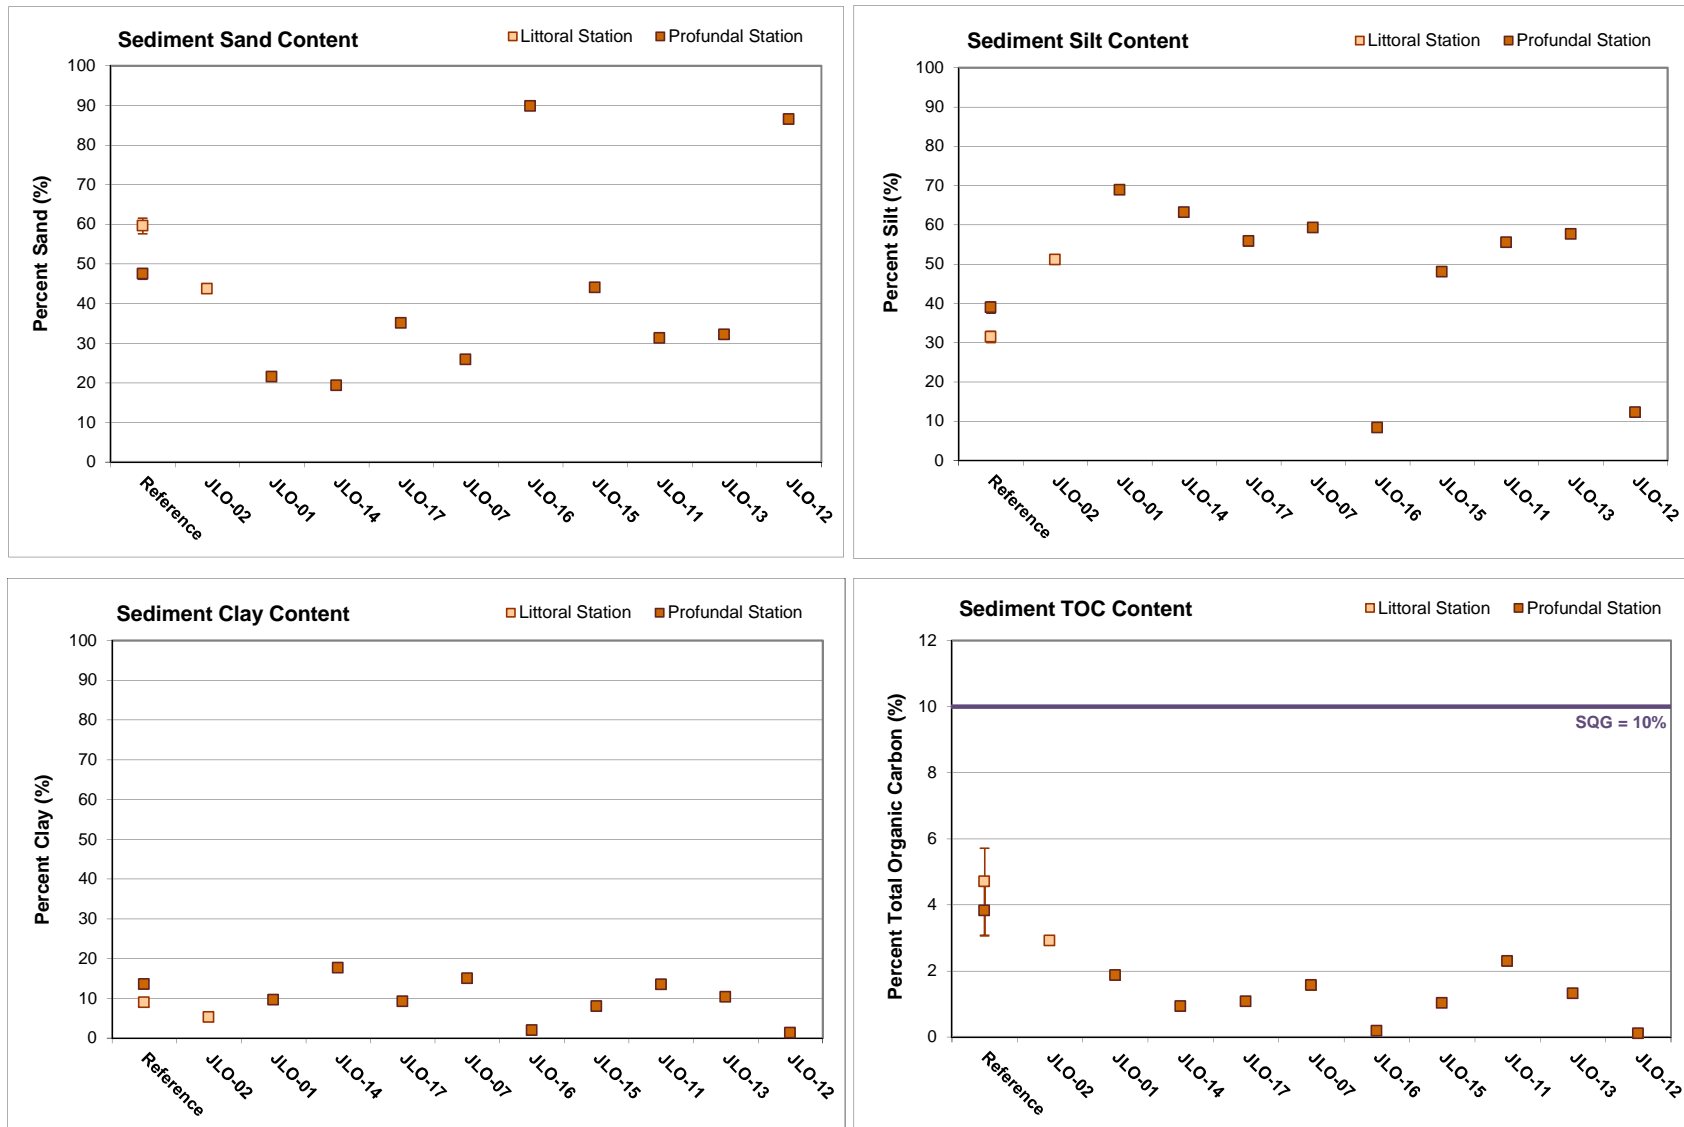 Sediment Sand Content
Littoral Station Profundal Station
Percent Sand (%)
100
90
80
70
60
50
40
30
20
10
0
Reference JLO-02 JLO-01 JLO-14 JLO-17 JLO-07 JLO-16 JLO-15 JLO-11 JLO-13 JLO-12
Sediment Silt Content
Littoral Station Profundal Station
Percent Silt (%)
100
90
80
70
60
50
40
30
20
10
0
Reference JLO-02 JLO-01 JLO-14 JLO-17 JLO-07 JLO-16 JLO-15 JLO-11 JLO-13 JLO-12
Sediment Clay Content
Littoral Station Profundal Station
Percent Clay (%)
100
90
80
70
60
50
40
30
20
10
0
Reference JLO-02 JLO-01 JLO-14 JLO-17 JLO-07 JLO-16 JLO-15 JLO-11 JLO-13 JLO-12
Sediment TOC Content
Littoral Station Profundal Station
Percent Total Organic Carbon (%)
12
10
8
6
4
2
0
SQG = 10%
Reference JLO-02 JLO-01 JLO-14 JLO-17 JLO-07 JLO-16 JLO-15 JLO-11 JLO-13 JLO-12